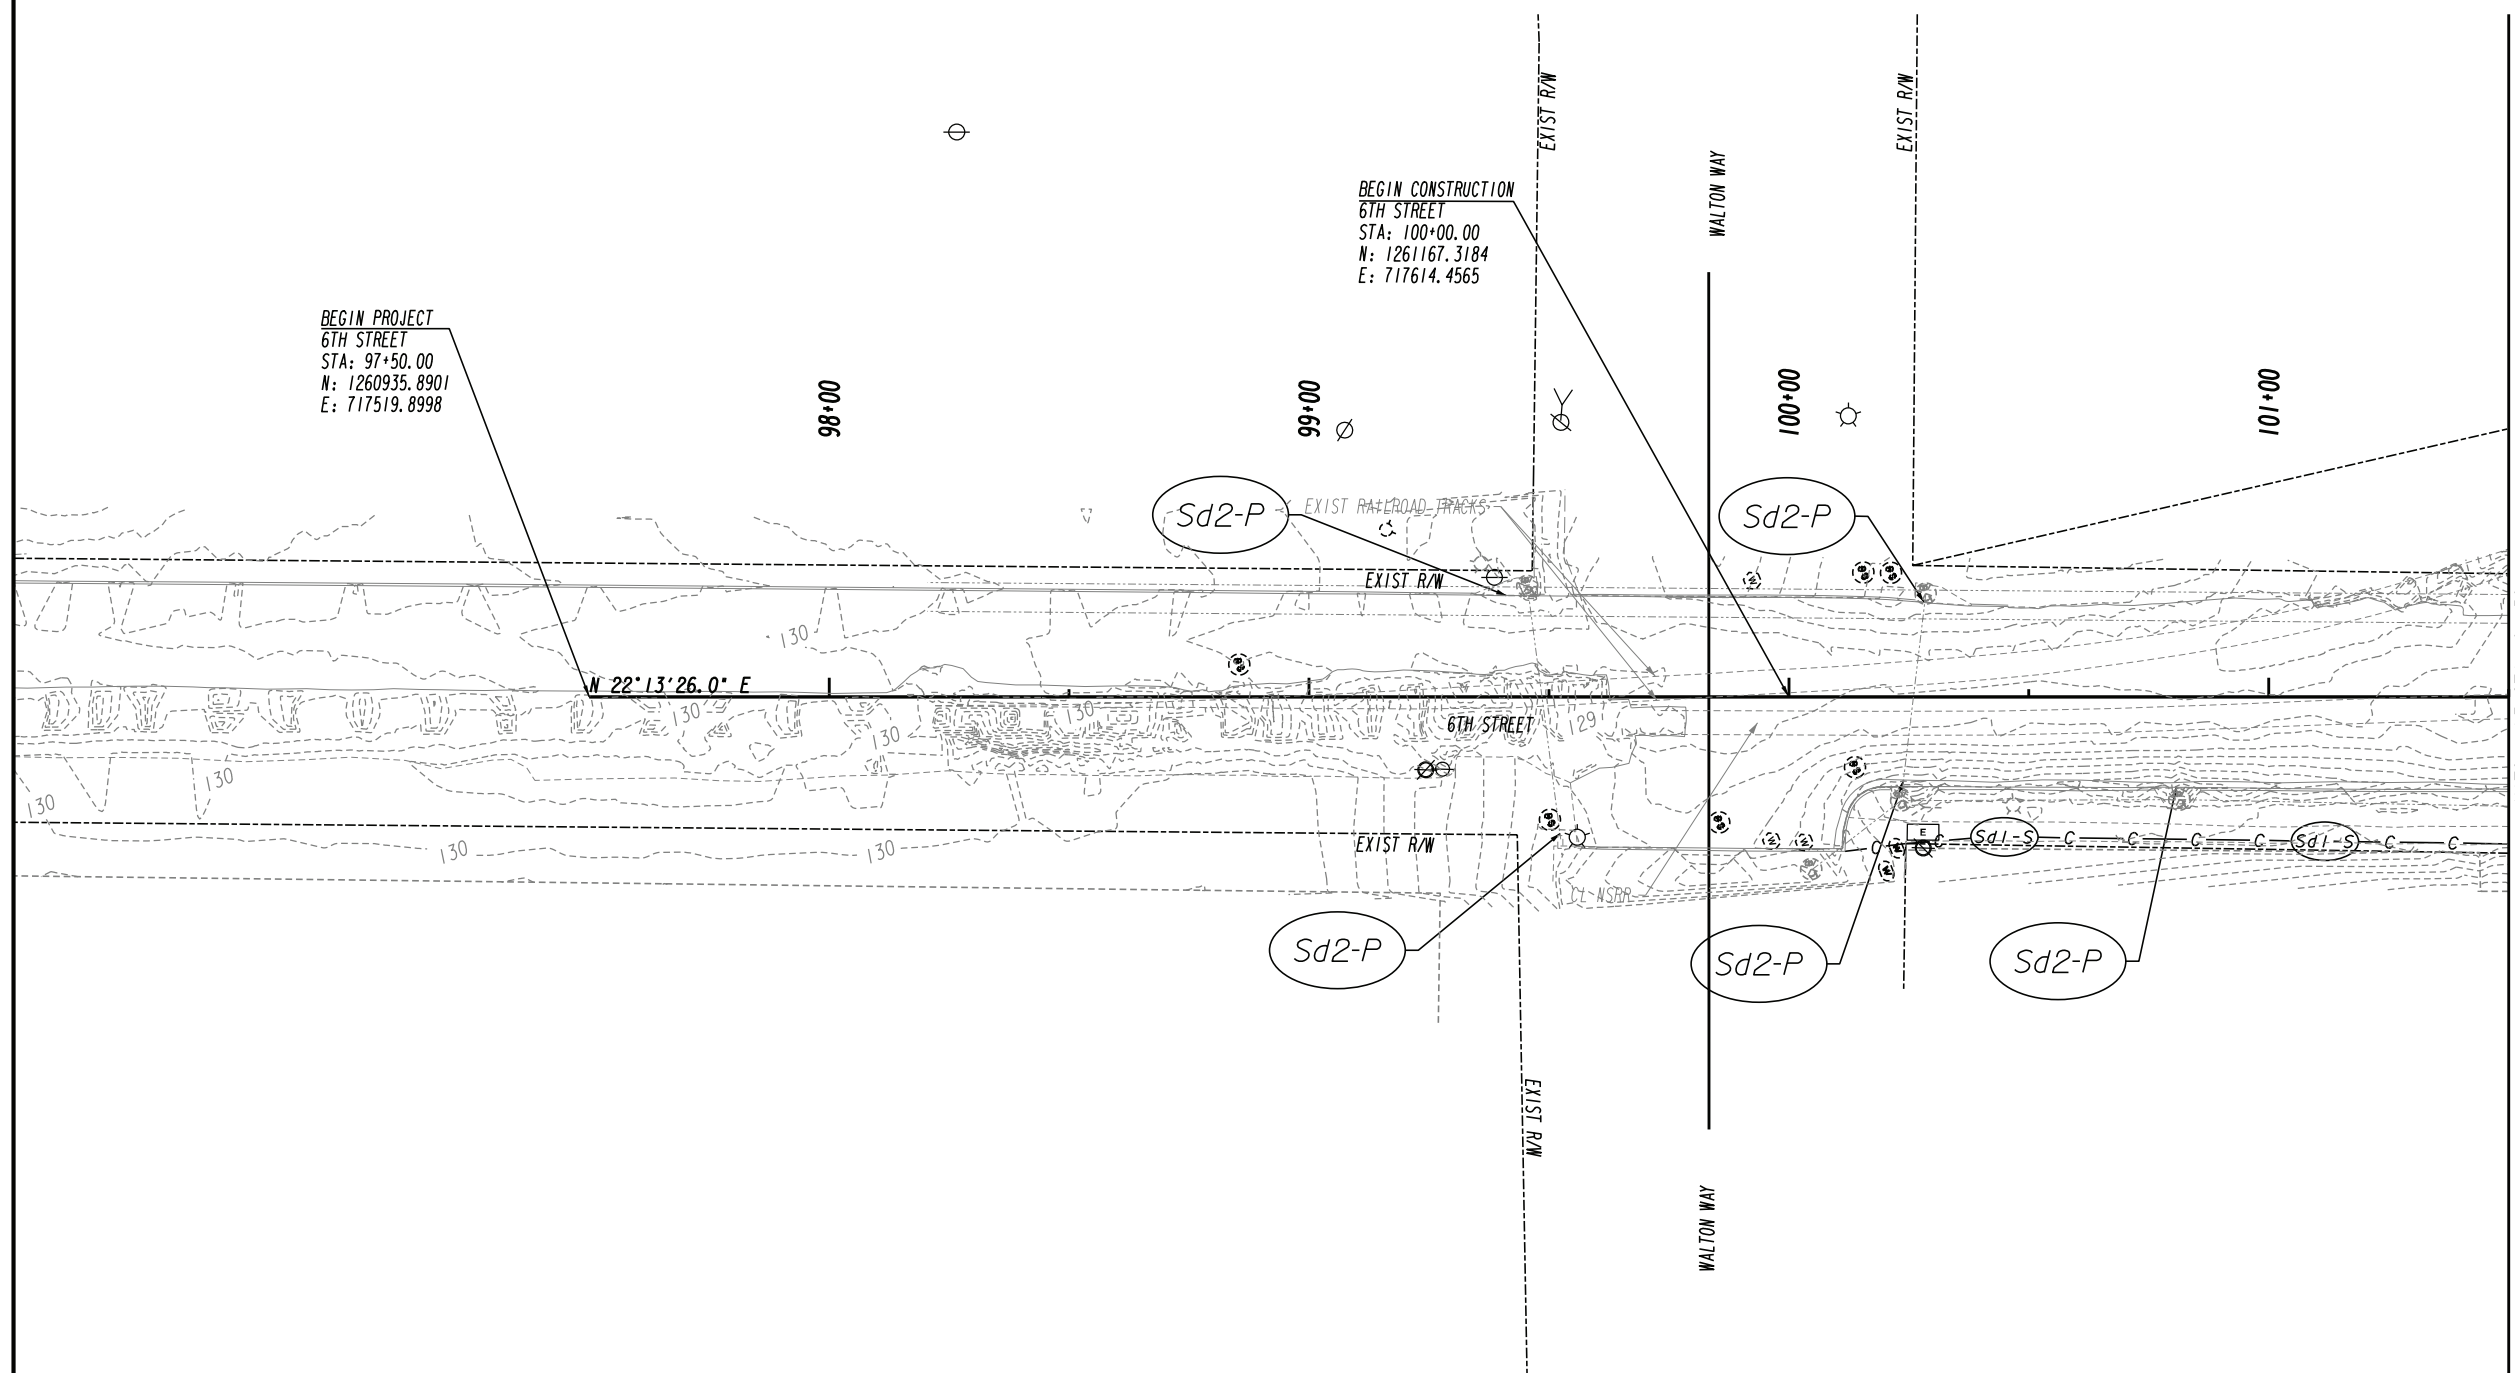 EXIST R/W
EXIST R/W
WALTON WAY
BEGIN CONSTRUCTION
6TH STREET
STA: 100+00.00
N: 1261167.3184
E: 717614.4565
BEGIN PROJECT
6TH STREET
STA: 97+50.00
N: 1260935.8901
E: 717519.8998
98+00
99+00
100+00
101+00
Sd2-P
EXIST RAILROAD TRACKS
Sd2-P
EXIST R/W
130
N 22°13'26.0" E
130
130
6TH STREET
129
130
130
130
130
130
EXIST R/W
E
C
C
Sd1-S
C
C
C
C
Sd1-S
C
C
CL NSRR
Sd2-P
Sd2-P
Sd2-P
EXIST R/W
WALTON WAY